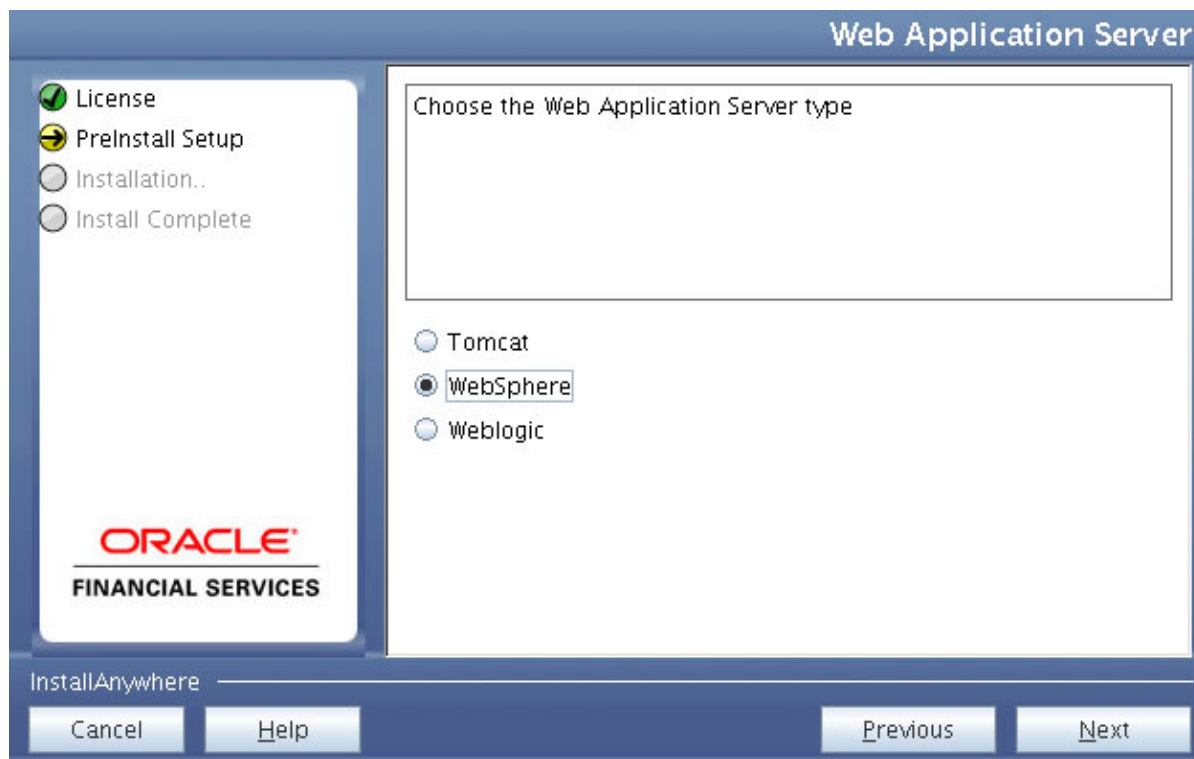 Web Application Server
License
PreInstall Setup
Installation..
Install Complete
Choose the Web Application Server type
Tomcat
WebSphere
Weblogic
ORACLE
FINANCIAL SERVICES
InstallAnywhere
Cancel
Help
Previous
Next